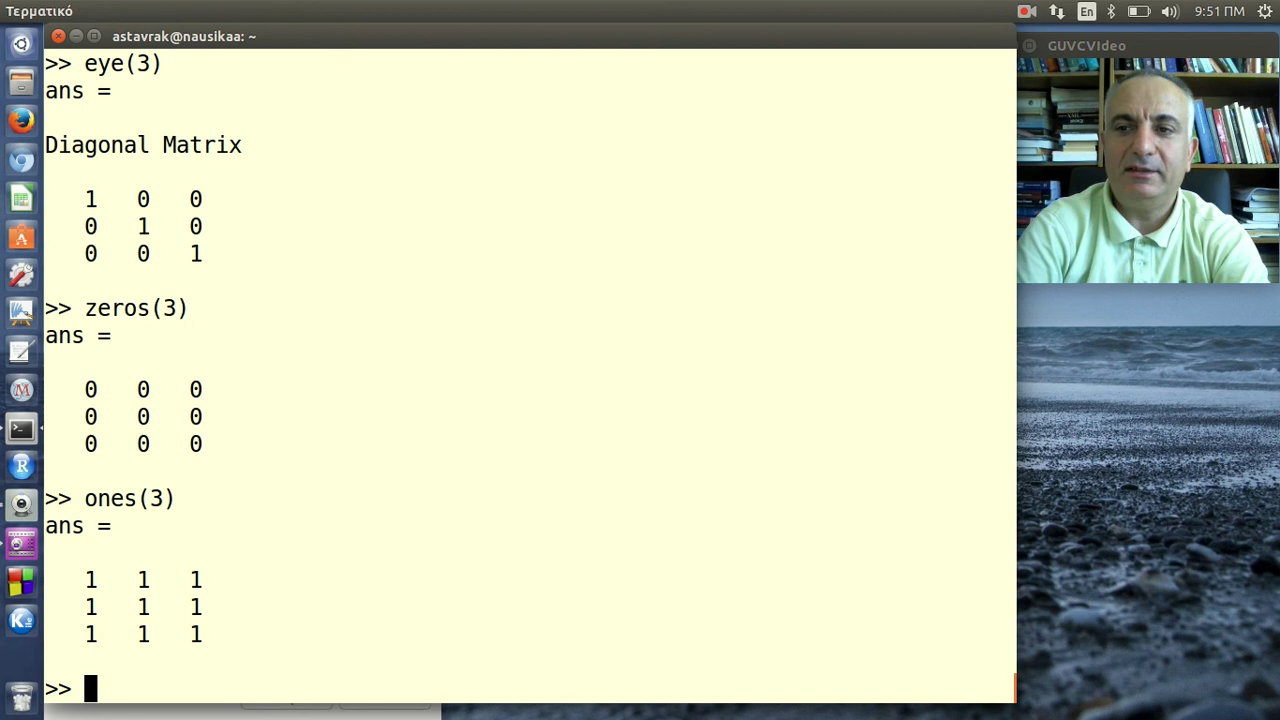 Τερματικό
En
9:51 ΠΜ
astavrak@nausikaa: ~
GUVCVIdeo
>> eye(3)
ans =
Diagonal Matrix
1 0 0
0 1 0
0 0 1
>> zeros(3)
ans =
0 0 0
0 0 0
0 0 0
>> ones(3)
ans =
1 1 1
1 1 1
1 1 1
>>